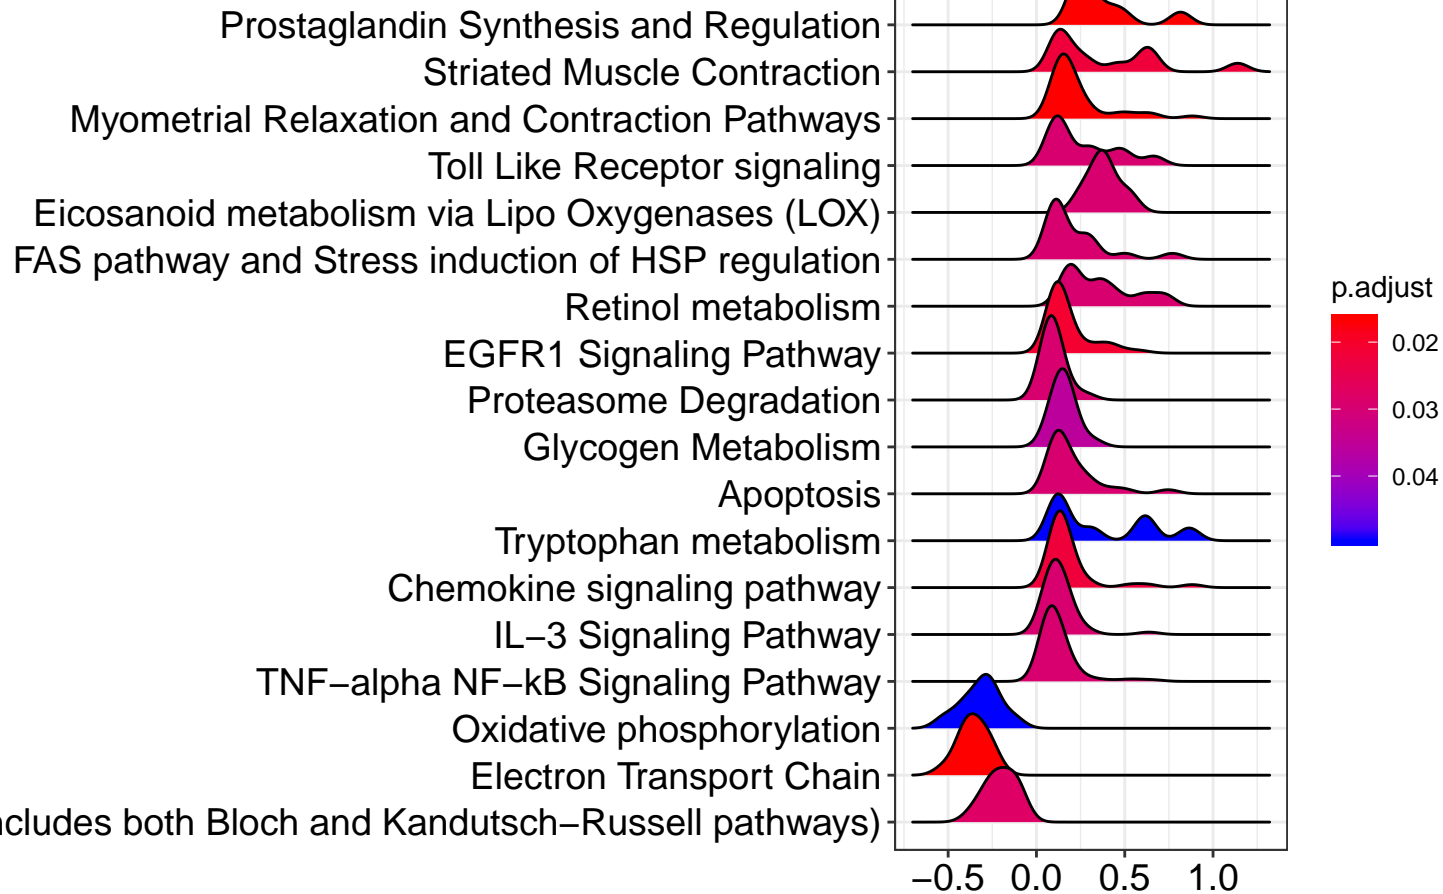 Prostaglandin Synthesis and Regulation
Striated Muscle Contraction
Myometrial Relaxation and Contraction Pathways
Toll Like Receptor signaling
Eicosanoid metabolism via Lipo Oxygenases (LOX)
FAS pathway and Stress induction of HSP regulation
Retinol metabolism
EGFR1 Signaling Pathway
Proteasome Degradation
Glycogen Metabolism
Apoptosis
Tryptophan metabolism
Chemokine signaling pathway
IL−3 Signaling Pathway
TNF−alpha NF−kB Signaling Pathway
Oxidative phosphorylation
Electron Transport Chain
ncludes both Bloch and Kandutsch−Russell pathways)
−0.5 0.0 0.5 1.0
p.adjust
0.02
0.03
0.04